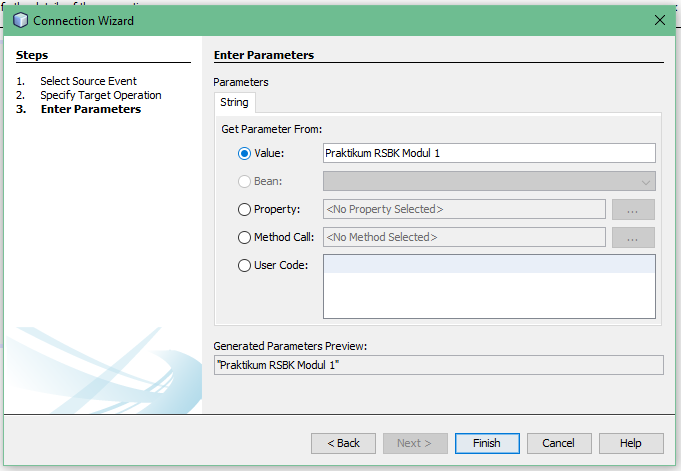 Connection Wizard
Steps
1. Select Source Event
2. Specify Target Operation
3. Enter Parameters
Enter Parameters
Parameters
String
Get Parameter From:
Value: Praktikum RSBK Modul 1
Bean:
Property: <No Property Selected> ...
Method Call: <No Method Selected> ...
User Code:
Generated Parameters Preview:
"Praktikum RSBK Modul 1"
< Back Next > Finish Cancel Help